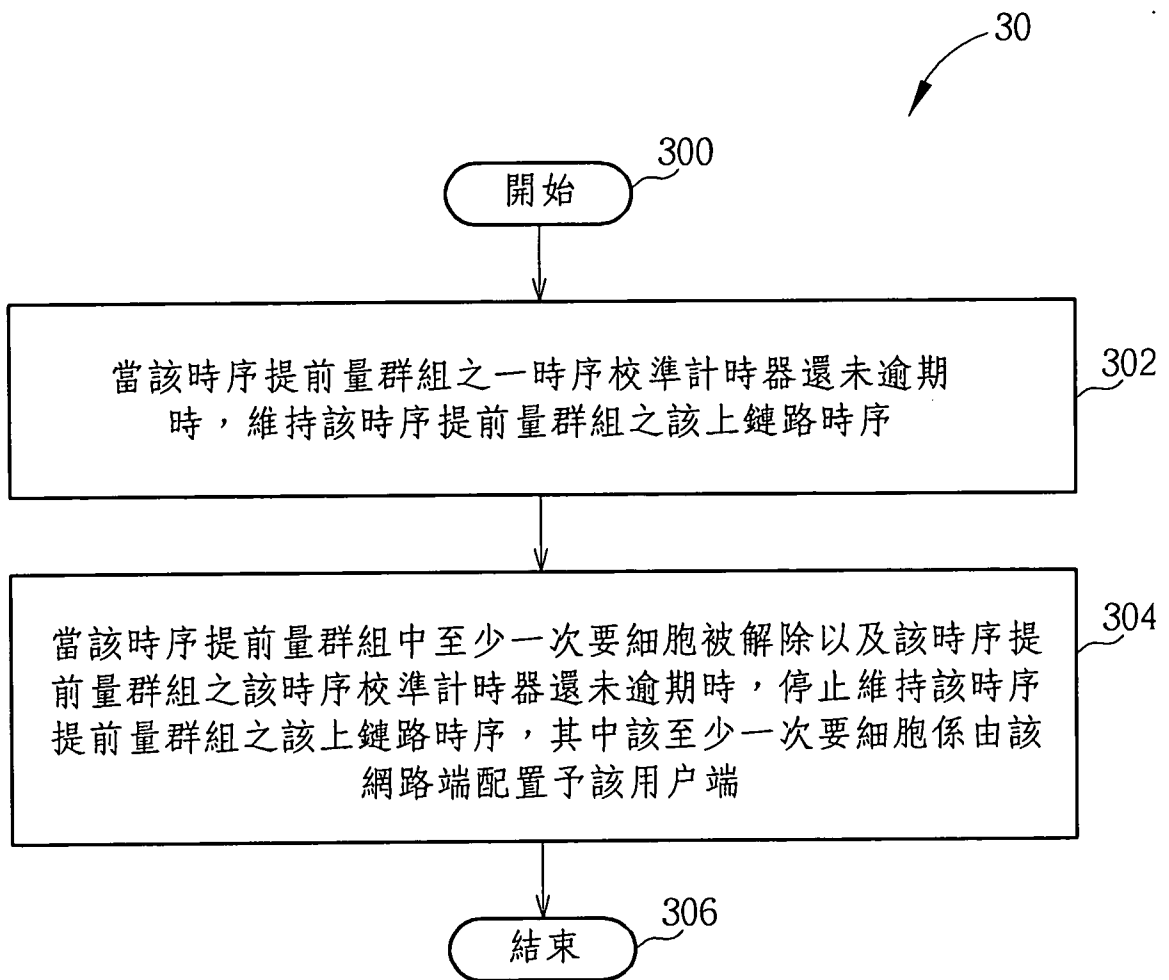 30
300
開始
302
當該時序提前量群組之一時序校準計時器還未逾期
時，維持該時序提前量群組之該上鏈路時序
304
當該時序提前量群組中至少一次要細胞被解除以及該時序提
前量群組之該時序校準計時器還未逾期時，停止維持該時序
提前量群組之該上鏈路時序，其中該至少一次要細胞係由該
網路端配置予該用户端
306
結束